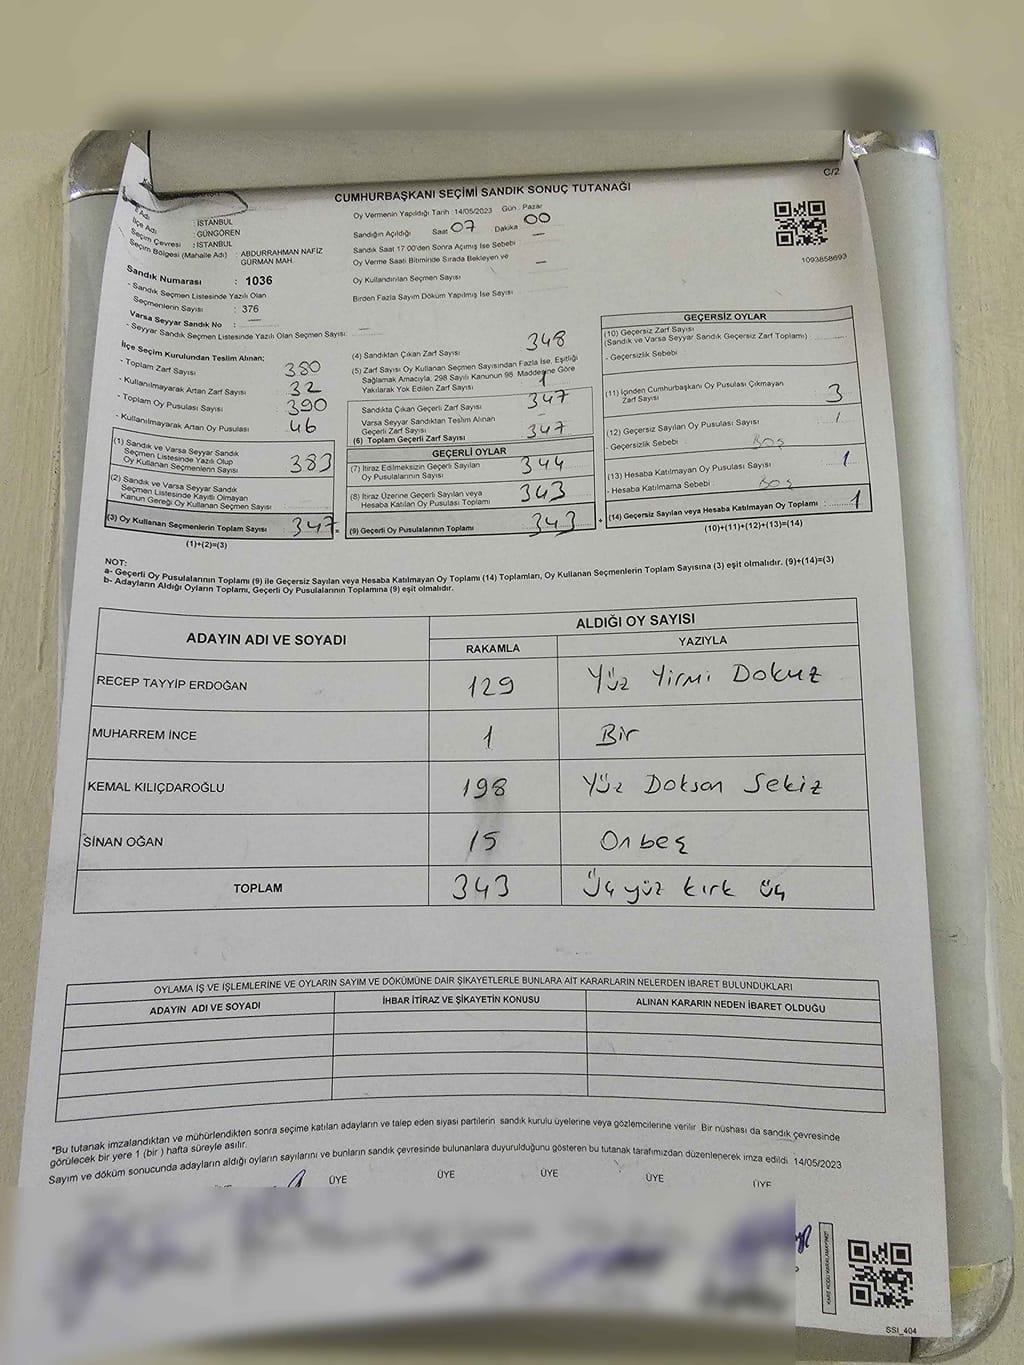 C/2
CUMHURBAŞKANI SEÇİMİ SANDIK SONUÇ TUTANAĞI
Adı : İSTANBUL
İlçe Adı : GÜNGÖREN
Seçim Çevresi : İSTANBUL
Seçim Bölgesi (Mahalle Adı) : ABDURRAHMAN NAFİZ GÜRMAN MAH.
Sandık Numarası : 1036
- Sandık Seçmen Listesinde Yazılı Olan
Seçmenlerin Sayısı : 376
Varsa Seyyar Sandık No : —
- Seyyar Sandık Seçmen Listesinde Yazılı Olan Seçmen Sayısı: —
Oy Vermenin Yapıldığı Tarih : 14/05/2023 Gün : Pazar
Sandığın Açıldığı Saat 07 Dakika 00
Sandık Saat 17.00'den Sonra Açımış İse Sebebi —
Oy Verme Saati Bitiminde Sırada Bekleyen ve
Oy Kullandırılan Seçmen Sayısı —
Birden Fazla Sayım Döküm Yapılmış İse Sayısı
1093858693
İlçe Seçim Kurulundan Teslim Alınan;
- Toplam Zarf Sayısı 380
- Kullanılmayarak Artan Zarf Sayısı 32
- Toplam Oy Pusulası Sayısı 390
- Kullanılmayarak Artan Oy Pusulası 46
(1) Sandık ve Varsa Seyyar Sandık
Seçmen Listesinde Yazılı Olup
Oy Kullanan Seçmenlerin Sayısı 383
(2) Sandık ve Varsa Seyyar Sandık
Seçmen Listesinde Kayıtlı Olmayan
Kanun Gereği Oy Kullanan Seçmen Sayısı
(3) Oy Kullanan Seçmenlerin Toplam Sayısı 347
(1)+(2)=(3)
(4) Sandıktan Çıkan Zarf Sayısı 348
(5) Zarf Sayısı Oy Kullanan Seçmen Sayısından Fazla İse, Eşitliği
Sağlamak Amacıyla, 298 Sayılı Kanunun 98. Maddesine Göre
Yakılarak Yok Edilen Zarf Sayısı 1
Sandıkta Çıkan Geçerli Zarf Sayısı 347
Varsa Seyyar Sandıktan Teslim Alınan
Geçerli Zarf Sayısı —
(6) Toplam Geçerli Zarf Sayısı 347
GEÇERLİ OYLAR
(7) İtiraz Edilmeksizin Geçerli Sayılan
Oy Pusulalarının Sayısı 344
(8) İtiraz Üzerine Geçerli Sayılan veya
Hesaba Katılan Oy Pusulası Toplamı 343
= (9) Geçerli Oy Pusulalarının Toplamı 343 +
GEÇERSİZ OYLAR
(10) Geçersiz Zarf Sayısı
(Sandık ve Varsa Seyyar Sandık Geçersiz Zarf Toplamı)
- Geçersizlik Sebebi
(11) İçinden Cumhurbaşkanı Oy Pusulası Çıkmayan
Zarf Sayısı 3
(12) Geçersiz Sayılan Oy Pusulası Sayısı 1
- Geçersizlik Sebebi : Boş
(13) Hesaba Katılmayan Oy Pusulası Sayısı 1
- Hesaba Katılmama Sebebi : Boş
(14) Geçersiz Sayılan veya Hesaba Katılmayan Oy Toplamı : 1
(10)+(11)+(12)+(13)=(14)
NOT:
a- Geçerli Oy Pusulalarının Toplamı (9) ile Geçersiz Sayılan veya Hesaba Katılmayan Oy Toplamı (14) Toplamları, Oy Kullanan Seçmenlerin Toplam Sayısına (3) eşit olmalıdır. (9)+(14)=(3)
b- Adayların Aldığı Oyların Toplamı, Geçerli Oy Pusulalarının Toplamına (9) eşit olmalıdır.
ADAYIN ADI VE SOYADI
ALDIĞI OY SAYISI
RAKAMLA YAZIYLA
RECEP TAYYİP ERDOĞAN 129 Yüz Yirmi Dokuz
MUHARREM İNCE 1 Bir
KEMAL KILIÇDAROĞLU 198 Yüz Doksan Sekiz
SİNAN OĞAN 15 Onbeş
TOPLAM 343 Üçyüz kırk üç
OYLAMA İŞ VE İŞLEMLERİNE VE OYLARIN SAYIM VE DÖKÜMÜNE DAİR ŞİKAYETLERLE BUNLARA AİT KARARLARIN NELERDEN İBARET BULUNDUKLARI
ADAYIN ADI VE SOYADI İHBAR İTİRAZ VE ŞİKAYETİN KONUSU ALINAN KARARIN NEDEN İBARET OLDUĞU
*Bu tutanak imzalandıktan ve mühürlendikten sonra seçime katılan adayların ve talep eden siyasi partilerin sandık kurulu üyelerine veya gözlemcilerine verilir. Bir nüshası da sandık çevresinde
görülecek bir yere 1 (bir ) hafta süreyle asılır.
Sayım ve döküm sonucunda adayların aldığı oyların sayılarını ve bunların sandık çevresinde bulunanlara duyurulduğunu gösteren bu tutanak tarafımızdan düzenlenerek imza edildi. 14/05/2023
ÜYE ÜYE ÜYE ÜYE ÜYE
SSI_404